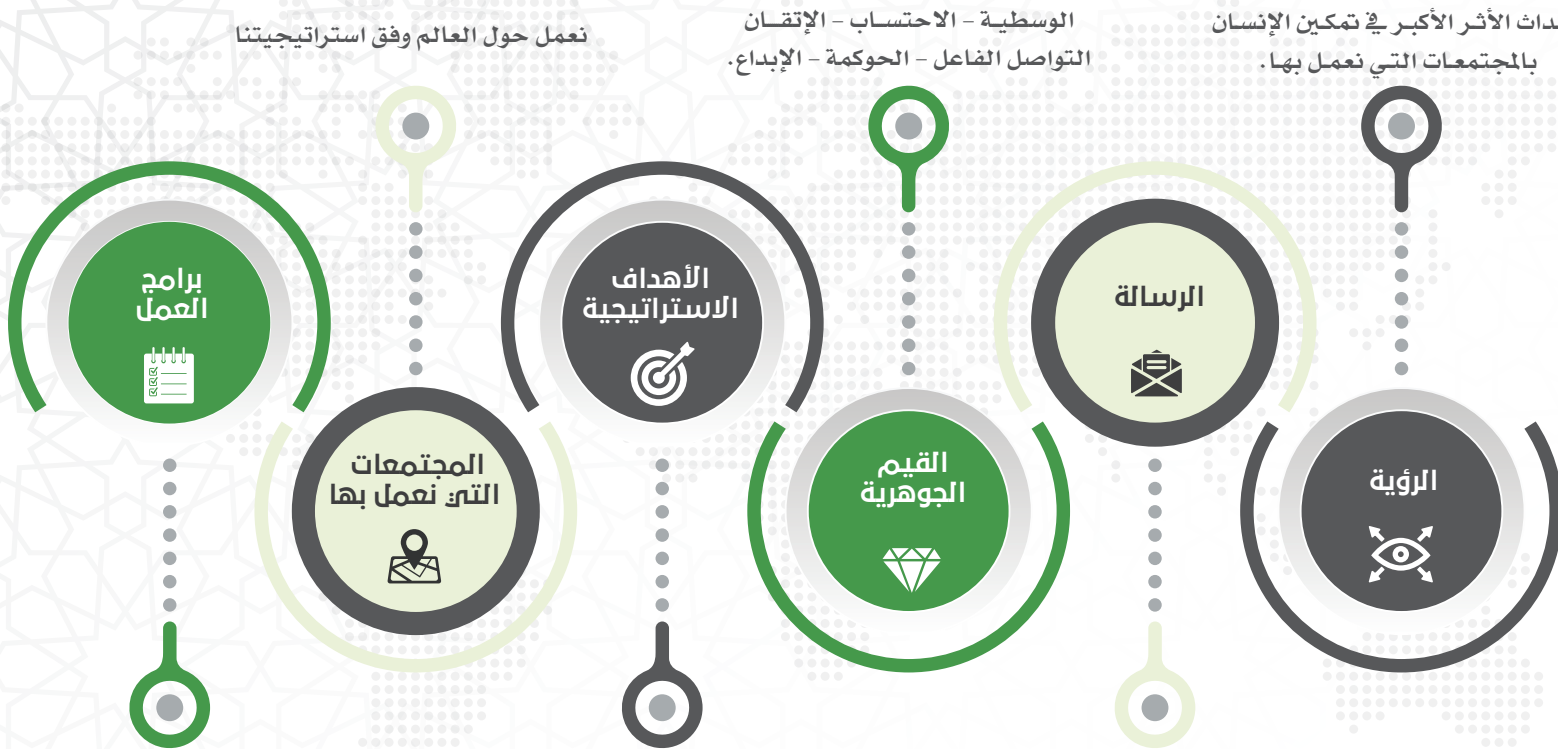 الأثر الأكبر في تمكين الإنسان
بالمجتمعات التي نعمل بها.
الوسطية – الاحتساب – الإتقان
التواصل الفاعل – الحوكمة – الإبداع.
نعمل حول العالم وفق استراتيجيتنا
الرؤية
الرسالة
القيم
الجوهرية
الأهداف
الاستراتيجية
المجتمعات
التي نعمل بها
برامج
العمل